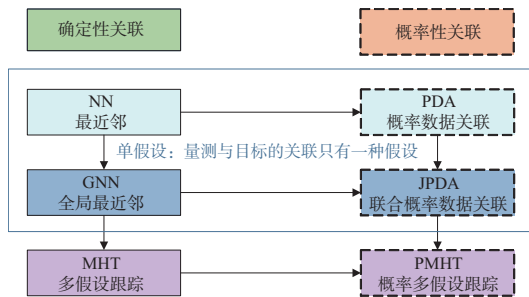 确定性关联
概率性关联
NN
最近邻
PDA
概率数据关联
单假设：量测与目标的关联只有一种假设
GNN
全局最近邻
JPDA
联合概率数据关联
MHT
多假设跟踪
PMHT
概率多假设跟踪